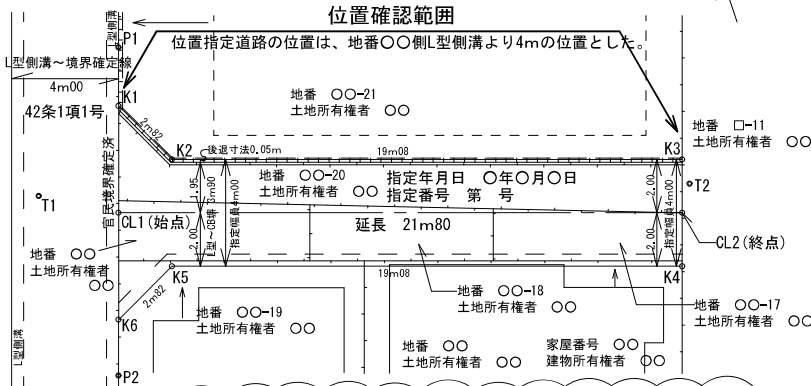 位置確認範囲
位置指定道路の位置は、地番○○側L型側溝より4mの位置とした。
L型側溝
P1
L型側溝～境界確定線
4m00
K1
42条1項1号
2m82
地番 ○○-21
土地所有権者 ○○
地番 □-11
土地所有権者 ○○
K2
後退寸法0.05m
19m08
K3
官民境界確定済
地番 ○○-20
土地所有権者 ○○
指定年月日 ○年○月○日
指定番号 第 号
1.95
3m90
指定幅員4m00
2.00
指定幅員4m00
T2
T1
CL1(始点)
延長 21m80
CL2(終点)
2.00
L型～CB塀
2.00
地番 ○○
土地所有権者
○○
K5
19m08
K4
2m82
K6
地番 ○○-19
土地所有権者 ○○
地番 ○○-18
土地所有権者 ○○
地番 ○○-17
土地所有権者 ○○
地番 ○○
土地所有権者 ○○
家屋番号 ○○
建物所有権者 ○○
L型側溝
P2